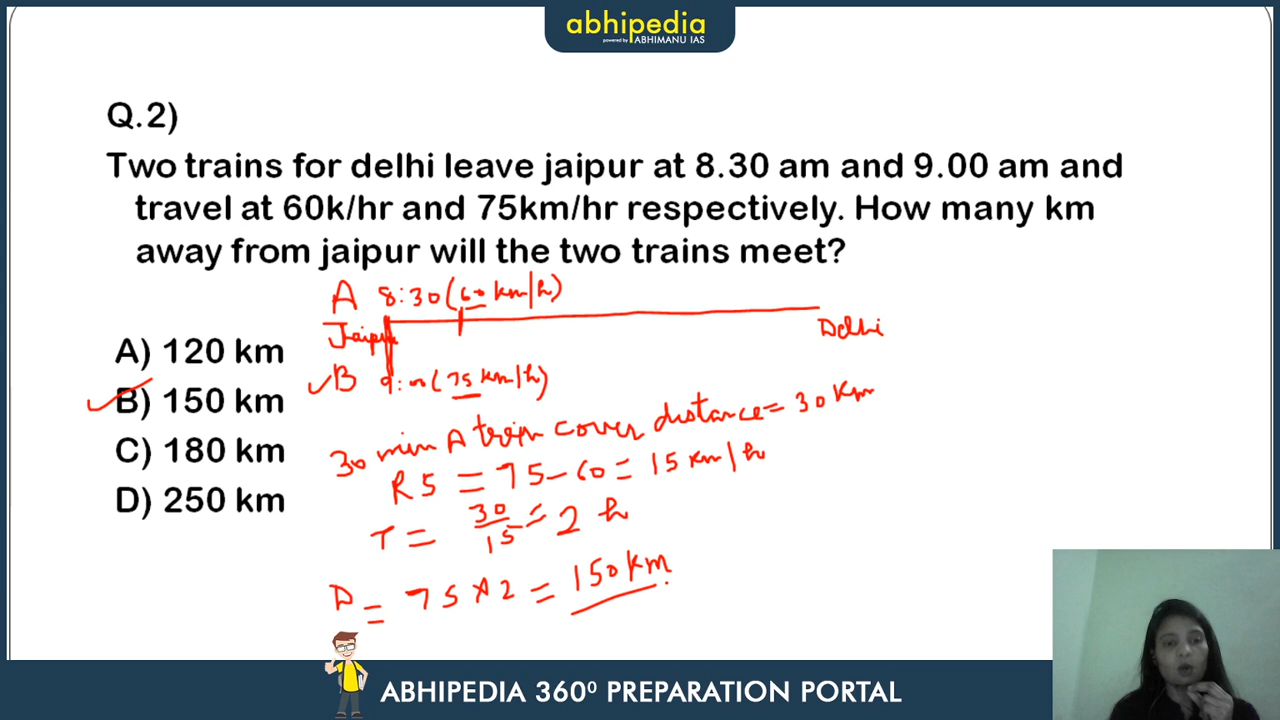 abhipedia
powered by ABHIMANU IAS
Q.2)
Two trains for delhi leave jaipur at 8.30 am and 9.00 am and
travel at 60k/hr and 75km/hr respectively. How many km
away from jaipur will the two trains meet?
A 8:30 (60 km/h)
Jaipur
Delhi
A) 120 km
B 9:00 (75 km/h)
B) 150 km
30 min A train cover distance = 30 Km
C) 180 km
RS = 75-60 = 15 km/h
D) 250 km
T = 30/15 = 2 h
D = 75 x 2 = 150 km
ABHIPEDIA 360⁰ PREPARATION PORTAL